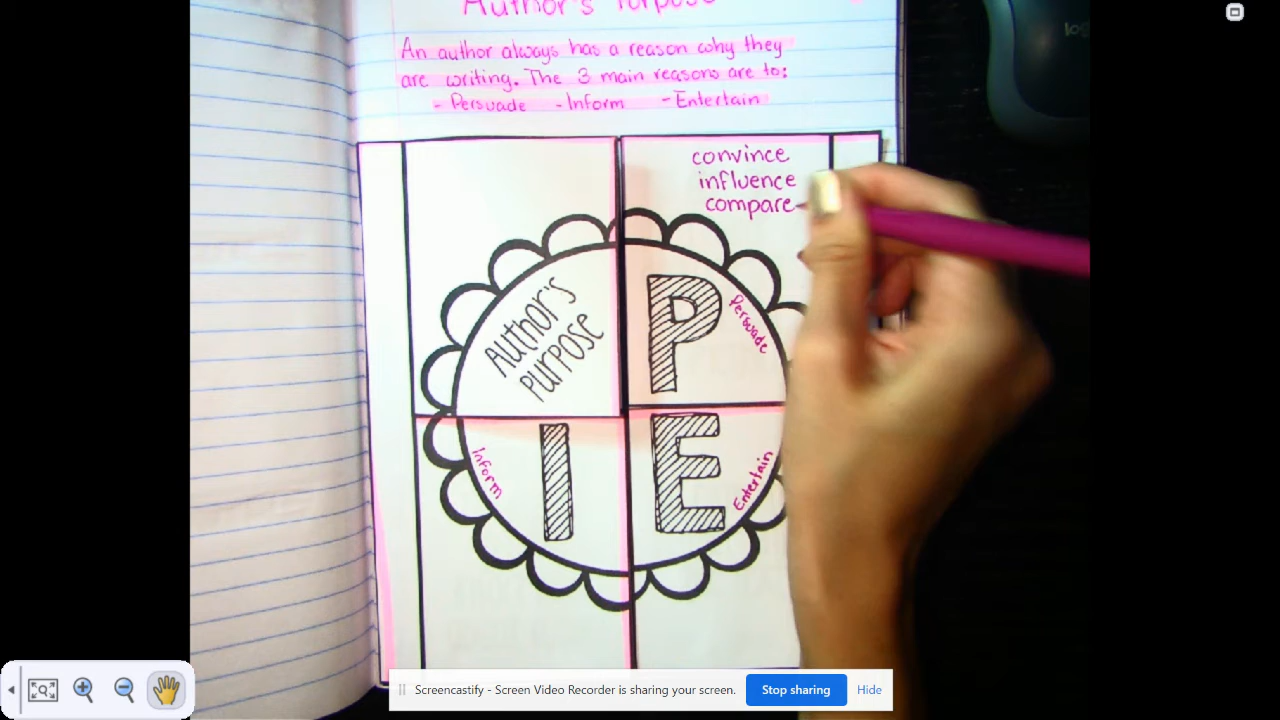 Author's Purpose
An author always has a reason why they
are writing. The 3 main reasons are to:
- Persuade - Inform - Entertain
convince
influence
compare
Author's
Purpose
P
Persuade
I
Inform
E
Entertain
Screencastify - Screen Video Recorder is sharing your screen.
Stop sharing
Hide